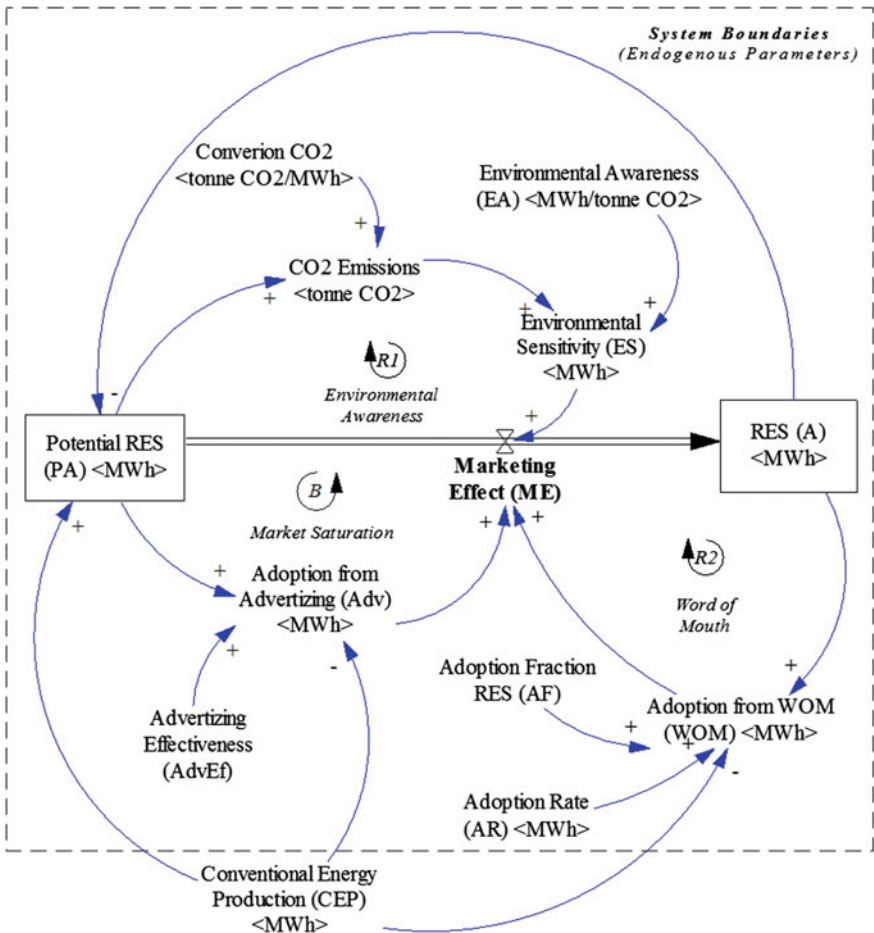 System Boundaries
(Endogenous Parameters)
Converion CO2
<tonne CO2/MWh>
+
Environmental Awareness
(EA) <MWh/tonne CO2>
CO2 Emissions
<tonne CO2>
+
+
+
Environmental
Sensitivity (ES)
<MWh>
R1
Environmental
Awareness
-
+
Potential RES
(PA) <MWh>
RES (A)
<MWh>
Marketing
Effect (ME)
B
Market Saturation
+
+
+
R2
Word of
Mouth
+
Adoption from
Advertizing (Adv)
<MWh>
+
-
Adoption Fraction
RES (AF)
+
Adoption from WOM
(WOM) <MWh>
+
+
-
Advertizing
Effectiveness
(AdvEf)
Adoption Rate
(AR) <MWh>
Conventional Energy
Production (CEP)
<MWh>